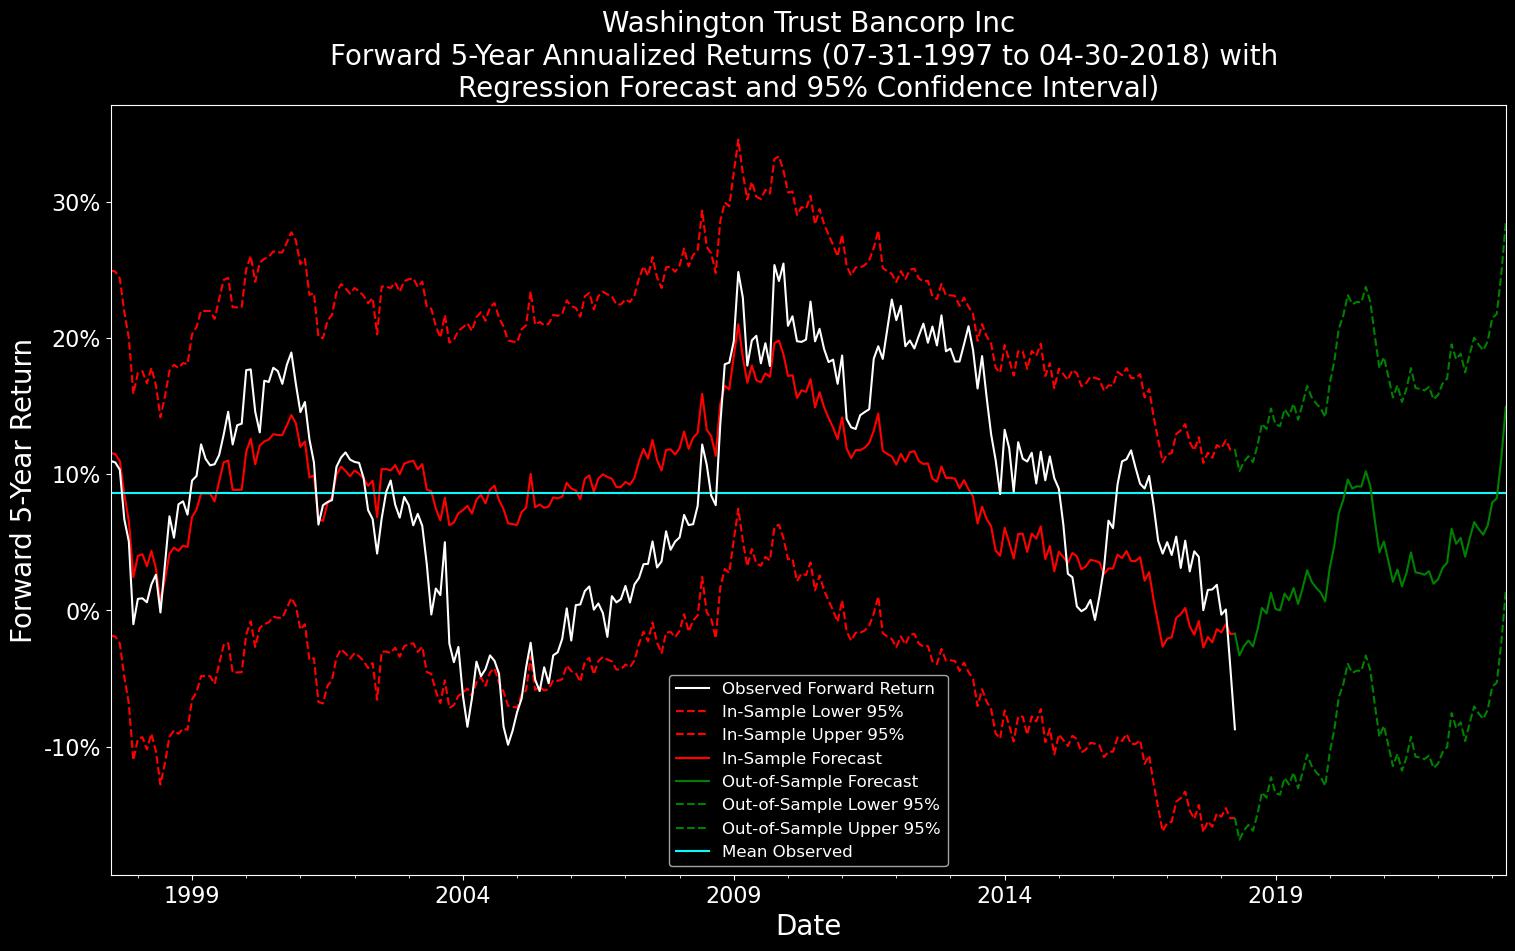 Washington Trust Bancorp Inc
Forward 5-Year Annualized Returns (07-31-1997 to 04-30-2018) with
Regression Forecast and 95% Confidence Interval)
Forward 5-Year Return
30%
20%
10%
0%
-10%
Observed Forward Return
In-Sample Lower 95%
In-Sample Upper 95%
In-Sample Forecast
Out-of-Sample Forecast
Out-of-Sample Lower 95%
Out-of-Sample Upper 95%
Mean Observed
1999 2004 2009 2014 2019
Date